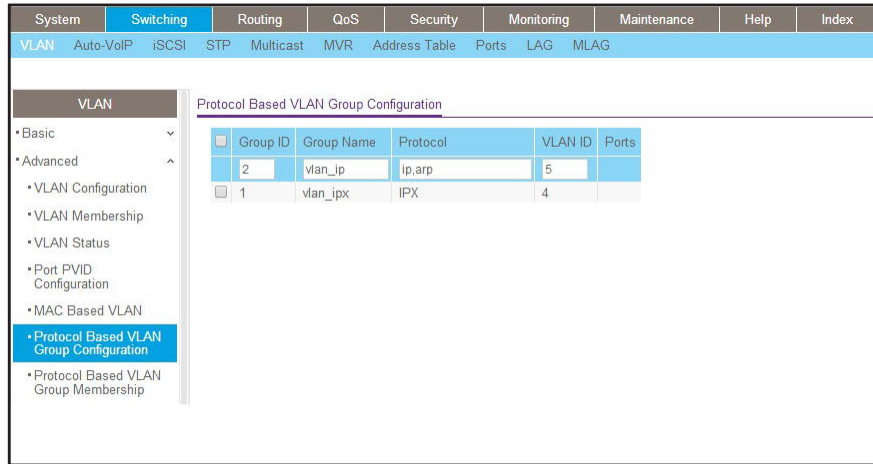 System Switching Routing QoS Security Monitoring Maintenance Help Index
VLAN Auto-VoIP iSCSI STP Multicast MVR Address Table Ports LAG MLAG
VLAN
Basic
Advanced
VLAN Configuration
VLAN Membership
VLAN Status
Port PVID
Configuration
MAC Based VLAN
Protocol Based VLAN
Group Configuration
Protocol Based VLAN
Group Membership
Protocol Based VLAN Group Configuration
Group ID Group Name Protocol VLAN ID Ports
2 vlan_ip ip,arp 5
1 vlan_ipx IPX 4